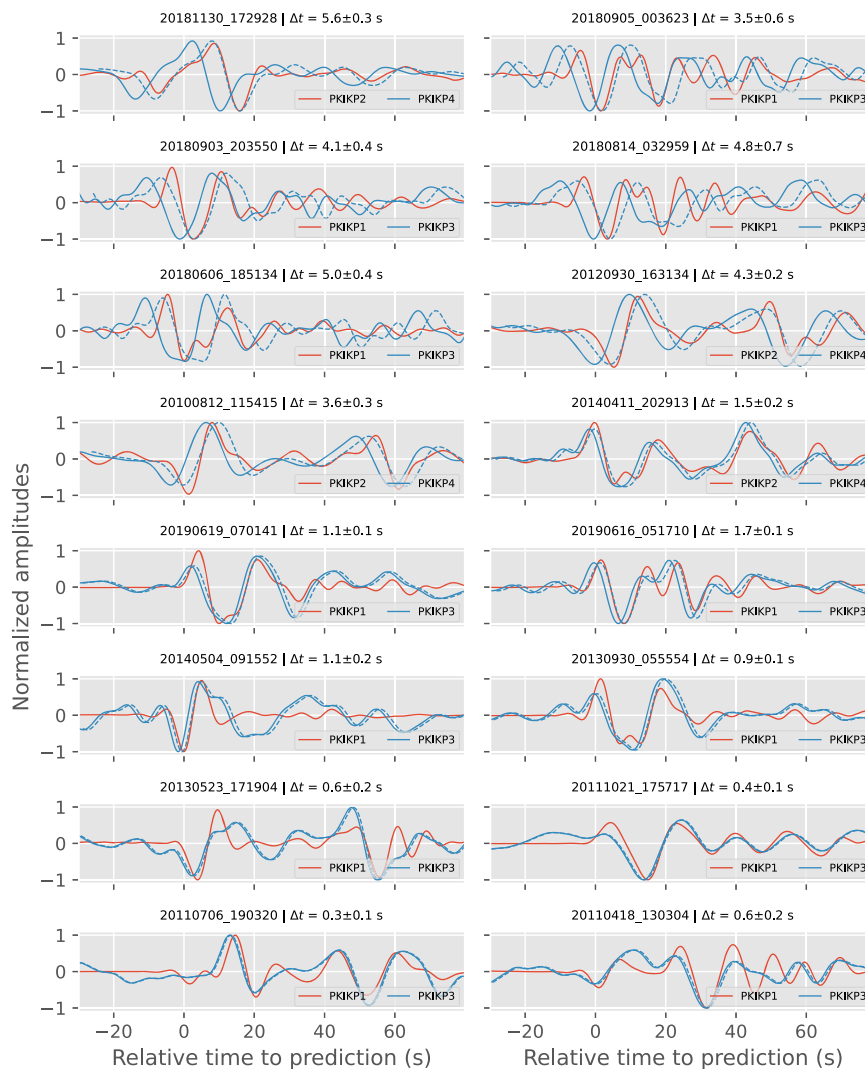 20181130_172928 | Δt = 5.6±0.3 s
20180905_003623 | Δt = 3.5±0.6 s
1
0
−1
PKIKP2 PKIKP4
PKIKP1 PKIKP3
20180903_203550 | Δt = 4.1±0.4 s
20180814_032959 | Δt = 4.8±0.7 s
1
0
−1
PKIKP1 PKIKP3
PKIKP1 PKIKP3
20180606_185134 | Δt = 5.0±0.4 s
20120930_163134 | Δt = 4.3±0.2 s
1
0
−1
PKIKP1 PKIKP3
PKIKP2 PKIKP4
20100812_115415 | Δt = 3.6±0.3 s
20140411_202913 | Δt = 1.5±0.2 s
1
0
−1
PKIKP2 PKIKP4
PKIKP2 PKIKP4
Normalized amplitudes
20190619_070141 | Δt = 1.1±0.1 s
20190616_051710 | Δt = 1.7±0.1 s
1
0
−1
PKIKP1 PKIKP3
PKIKP1 PKIKP3
20140504_091552 | Δt = 1.1±0.2 s
20130930_055554 | Δt = 0.9±0.1 s
1
0
−1
PKIKP1 PKIKP3
PKIKP1 PKIKP3
20130523_171904 | Δt = 0.6±0.2 s
20111021_175717 | Δt = 0.4±0.1 s
1
0
−1
PKIKP1 PKIKP3
PKIKP1 PKIKP3
20110706_190320 | Δt = 0.3±0.1 s
20110418_130304 | Δt = 0.6±0.2 s
1
0
−1
PKIKP1 PKIKP3
PKIKP1 PKIKP3
−20 0 20 40 60
−20 0 20 40 60
Relative time to prediction (s)
Relative time to prediction (s)